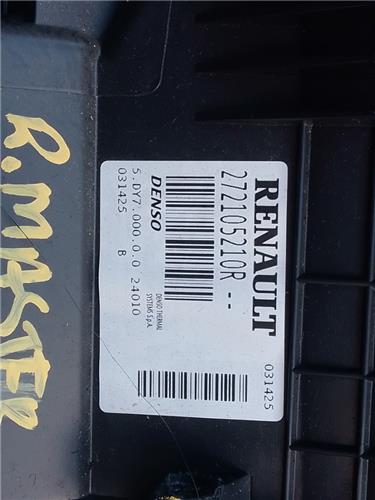 R.MASTER
RENAULT
031425
272105210R --
DENSO
DENSO THERMAL
SYSTEMS S.p.A.
5.DY7.000.0.0 24010
031425 B